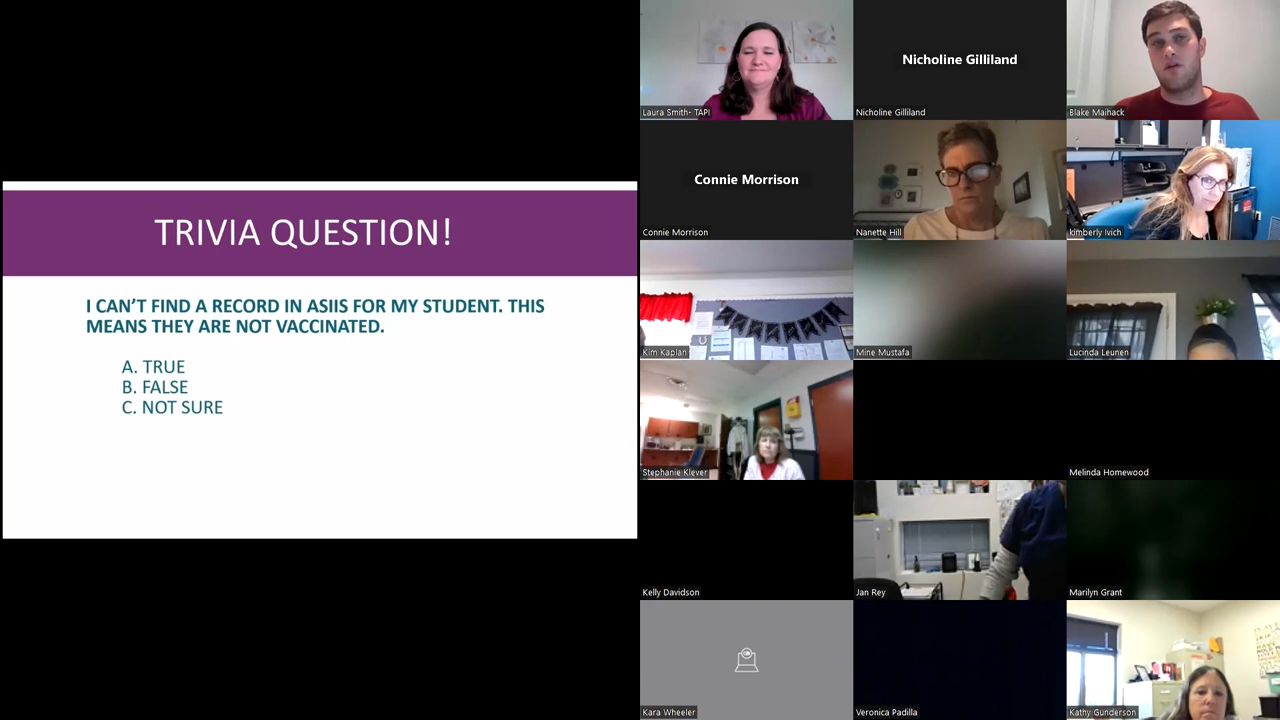 TRIVIA QUESTION!
I CAN'T FIND A RECORD IN ASIIS FOR MY STUDENT. THIS
MEANS THEY ARE NOT VACCINATED.
A. TRUE
B. FALSE
C. NOT SURE
Laura Smith- TAPI
Nicholine Gilliland
Nicholine Gilliland
Blake Maihack
Connie Morrison
Connie Morrison
Nanette Hill
kimberly Ivich
Kim Kaplan
Mine Mustafa
Lucinda Leunen
Stephanie Klever
Melinda Homewood
Kelly Davidson
Jan Rey
Marilyn Grant
Kara Wheeler
Veronica Padilla
Kathy Gunderson